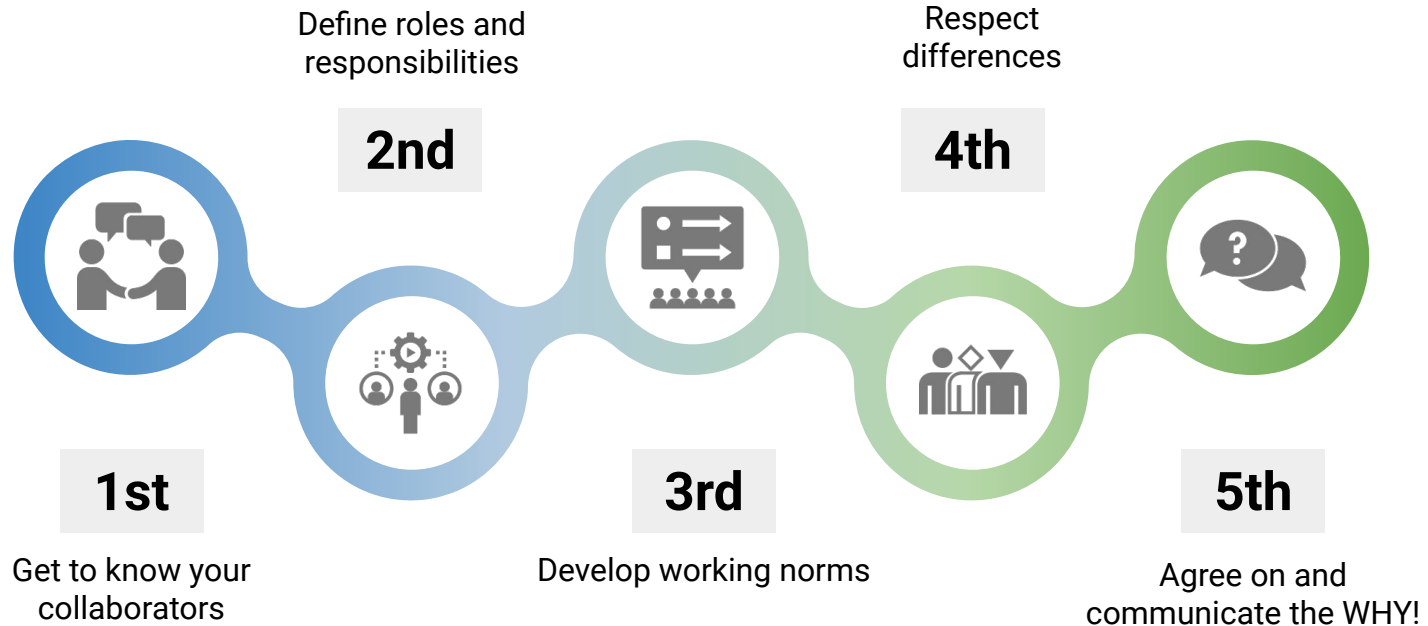 1st
Get to know your
collaborators
Define roles and
responsibilities
2nd
3rd
Develop working norms
Respect
differences
4th
?
5th
Agree on and
communicate the WHY!